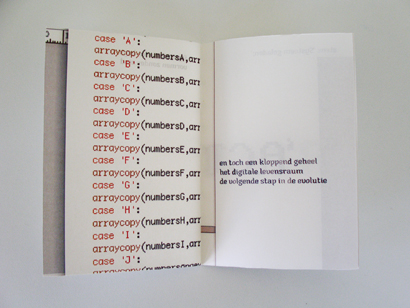 case 'A':
arraycopy(numbersA,arr
case 'B':
arraycopy(numbersB,arr
case 'C':
arraycopy(numbersC,arr
case 'D':
arraycopy(numbersD,arr
case 'E':
arraycopy(numbersE,arr
case 'F':
arraycopy(numbersF,arr
case 'G':
arraycopy(numbersG,arr
case 'H':
arraycopy(numbersH,arr
case 'I':
arraycopy(numbersI,arr
case 'J':
en toch een kloppend geheel
het digitale levensraum
de volgende stap in de evolutie